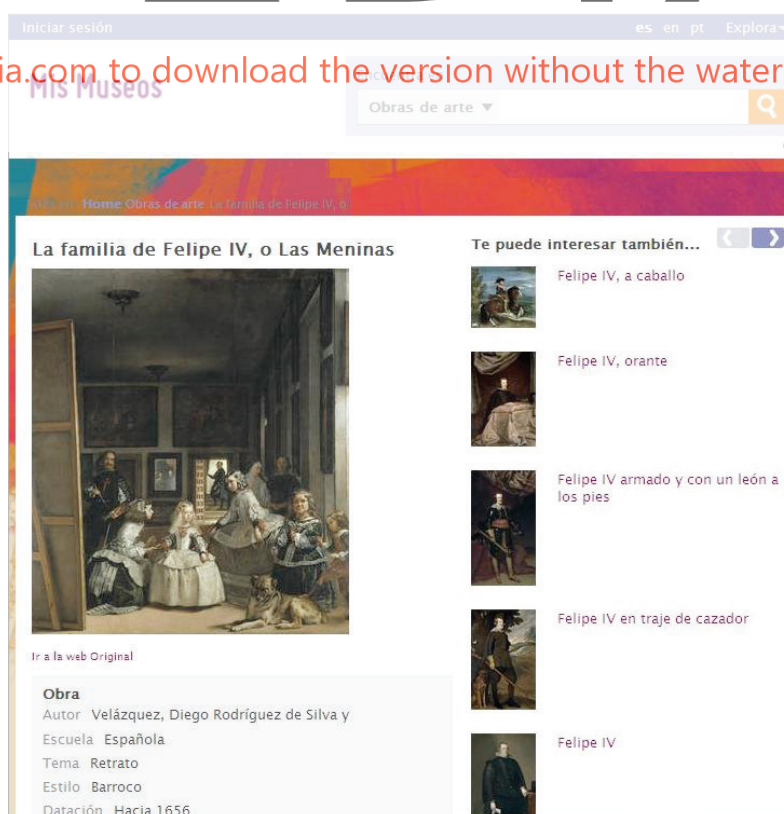 Iniciar sesión
es en pt Explora
ia.com to download the version without the water
Mis Museos
Obras de arte
Home Obras de arte La familia de Felipe IV, o
La familia de Felipe IV, o Las Meninas
Ir a la web Original
Obra
Autor Velázquez, Diego Rodríguez de Silva y
Escuela Española
Tema Retrato
Estilo Barroco
Datación Hacia 1656
Te puede interesar también...
Felipe IV, a caballo
Felipe IV, orante
Felipe IV armado y con un león a
los pies
Felipe IV en traje de cazador
Felipe IV